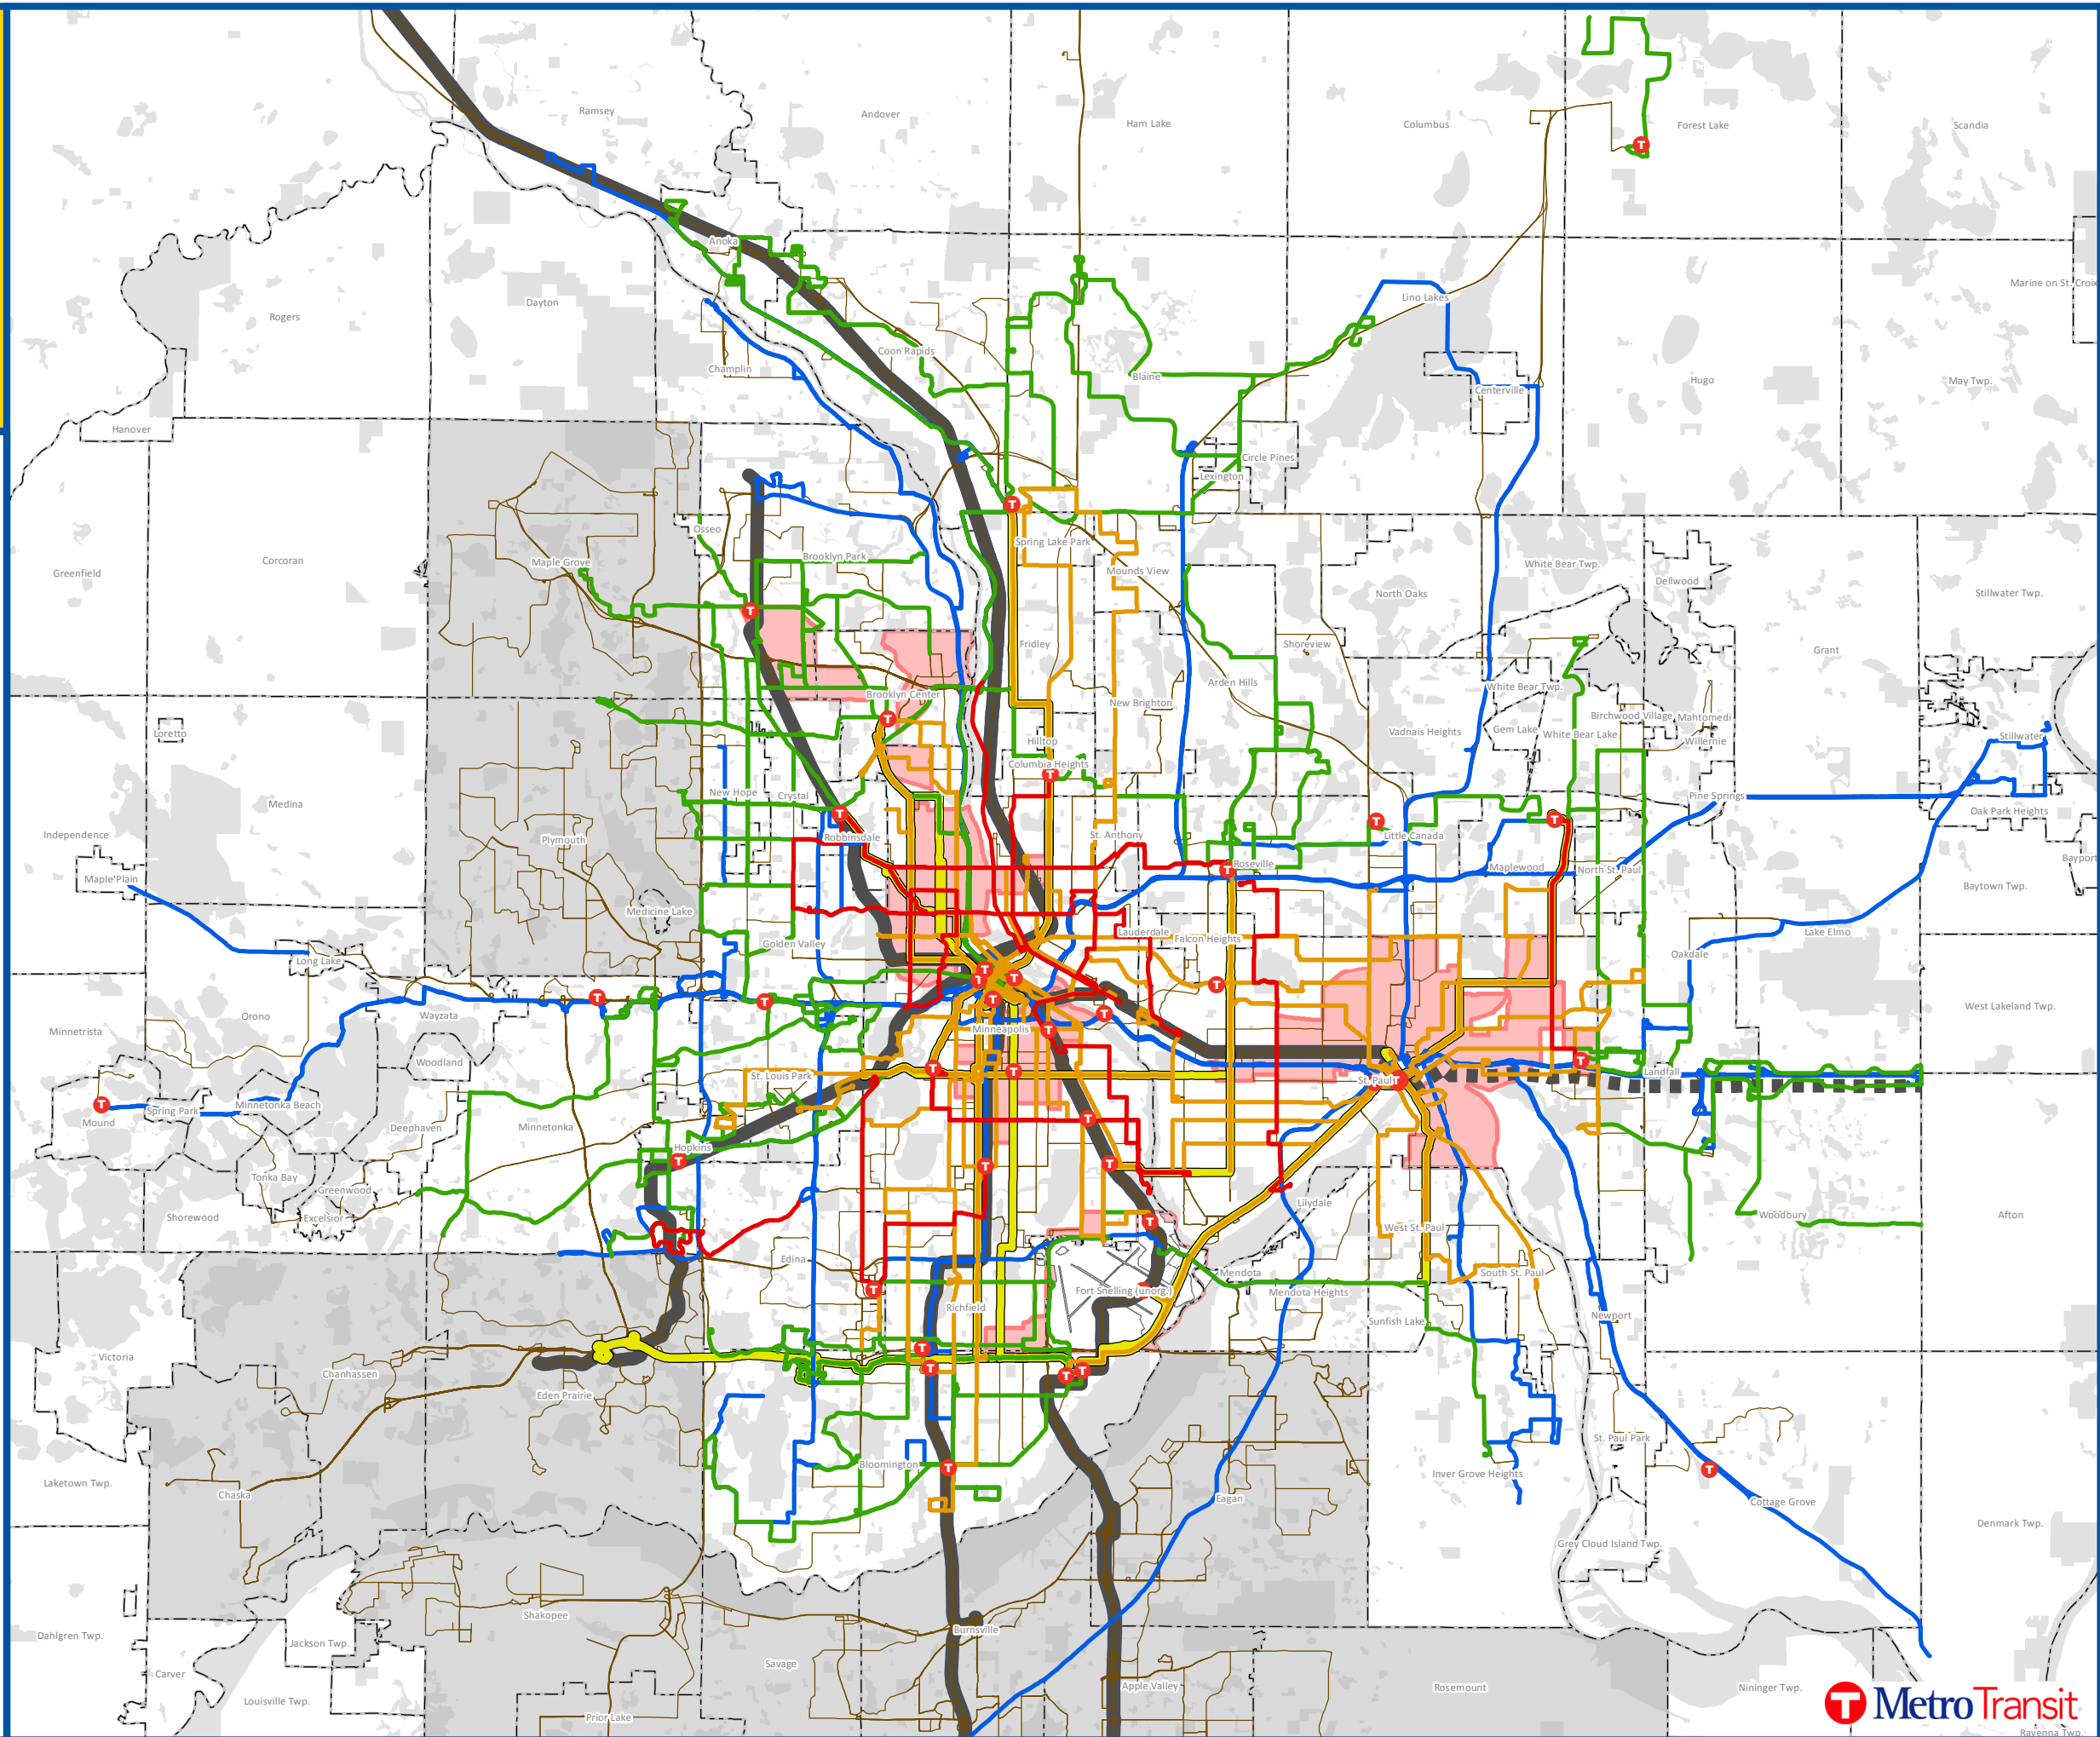 Ramsey
Andover
Ham Lake
Columbus
Forest Lake
Scandia
Anoka
Marine on St. Croix
Dayton
Rogers
Lino Lakes
Coon Rapids
Champlin
Blaine
Centerville
Hugo
May Twp.
Hanover
Circle Pines
Lexington
Osseo
Spring Lake Park
Brooklyn Park
Maple Grove
Corcoran
Greenfield
Mounds View
White Bear Twp.
Dellwood
North Oaks
Stillwater Twp.
Fridley
Shoreview
Grant
Arden Hills
White Bear Twp.
Brooklyn Center
New Brighton
Birchwood Village
Mahtomedi
Loretto
Hilltop
Vadnais Heights
Gem Lake
White Bear Lake
Willernie
Stillwater
Columbia Heights
New Hope
Crystal
Pine Springs
Medina
Oak Park Heights
Independence
Plymouth
Robbinsdale
St. Anthony
Little Canada
Bayport
Roseville
Maplewood
North St. Paul
Maple Plain
Baytown Twp.
Medicine Lake
Golden Valley
Lauderdale
Falcon Heights
Lake Elmo
Long Lake
Oakdale
West Lakeland Twp.
Orono
Wayzata
Minnetrista
Minneapolis
Woodland
St. Louis Park
St. Paul
Landfall
Minnetonka Beach
Spring Park
Mound
Deephaven
Minnetonka
Hopkins
Tonka Bay
Greenwood
Excelsior
Shorewood
Lilydale
West St. Paul
Woodbury
Afton
Edina
Mendota
South St. Paul
Fort Snelling (unorg.)
Mendota Heights
Richfield
Sunfish Lake
Newport
Victoria
Chanhassen
Eden Prairie
St. Paul Park
Bloomington
Inver Grove Heights
Laketown Twp.
Chaska
Eagan
Cottage Grove
Denmark Twp.
Grey Cloud Island Twp.
Shakopee
Burnsville
Dahlgren Twp.
Jackson Twp.
Savage
Carver
Apple Valley
Rosemount
Nininger Twp.
Louisville Twp.
Prior Lake
T MetroTransit
Ravenna Twp.